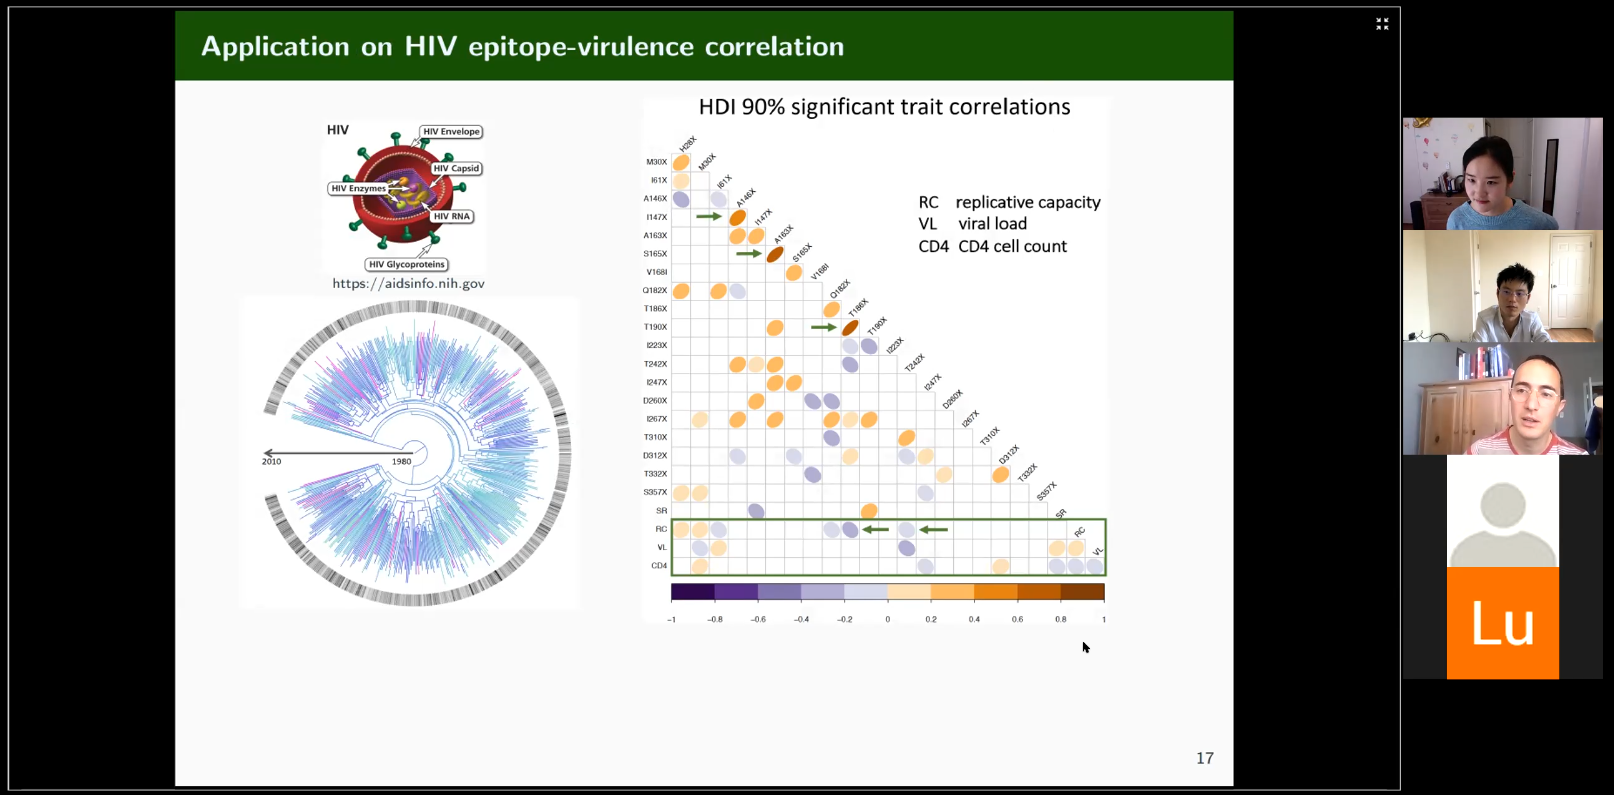 Application on HIV epitope-virulence correlation
HIV
HIV Envelope
HIV Capsid
HIV Enzymes
HIV RNA
HIV Glycoproteins
https://aidsinfo.nih.gov
2010
1980
HDI 90% significant trait correlations
RC replicative capacity
VL viral load
CD4 CD4 cell count
H28X
M30X
M30X
I61X
I61X
A146X
A146X
I147X
I147X
A163X
A163X
S165X
S165X
V168I
V168I
Q182X
Q182X
T186X
T186X
T190X
T190X
I223X
I223X
T242X
T242X
I247X
I247X
D260X
D260X
I267X
I267X
T310X
T310X
D312X
D312X
T332X
T332X
S357X
S357X
SR
SR
RC
RC
VL
VL
CD4
−1 −0.8 −0.6 −0.4 −0.2 0 0.2 0.4 0.6 0.8 1
17
Lu